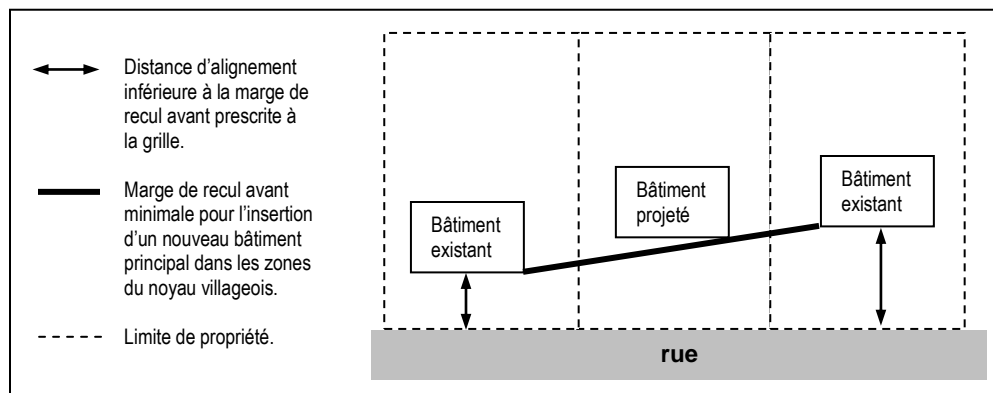 Distance d'alignement
inférieure à la marge de
recul avant prescrite à
la grille.
Marge de recul avant
minimale pour l'insertion
d'un nouveau bâtiment
principal dans les zones
du noyau villageois.
Limite de propriété.
Bâtiment
existant
Bâtiment
projeté
Bâtiment
existant
rue